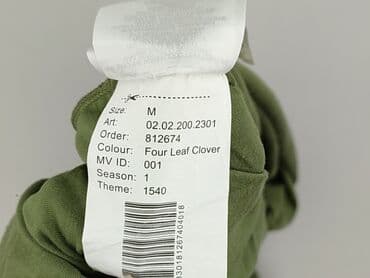 Size: M
Art: 02.02.200.2301
Order: 812674
Colour: Four Leaf Clover
MV ID: 001
Season: 1
Theme: 1540